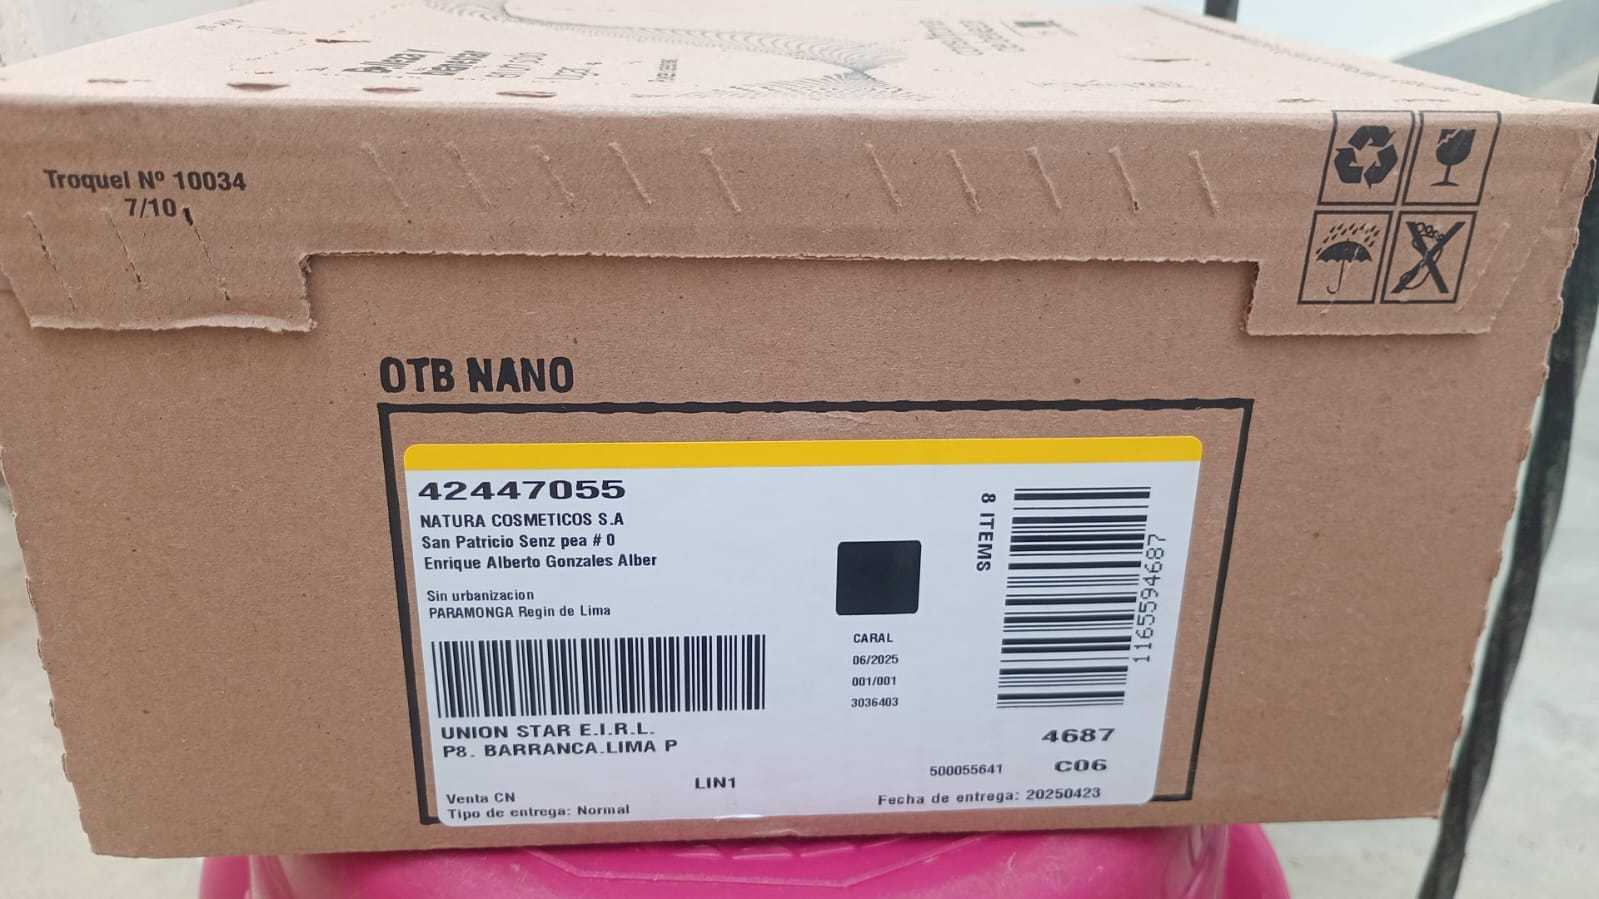 Belleza y
bienestar
Troquel Nº 10034
7/10
OTB NANO
42447055
NATURA COSMETICOS S.A
San Patricio Senz pea # 0
Enrique Alberto Gonzales Alber
Sin urbanizacion
PARAMONGA Regin de Lima
UNION STAR E.I.R.L.
P8. BARRANCA.LIMA P
LIN1
Venta CN
Tipo de entrega: Normal
CARAL
06/2025
001/001
3036403
8 ITEMS
1165594687
4687
500055641
C06
Fecha de entrega: 20250423